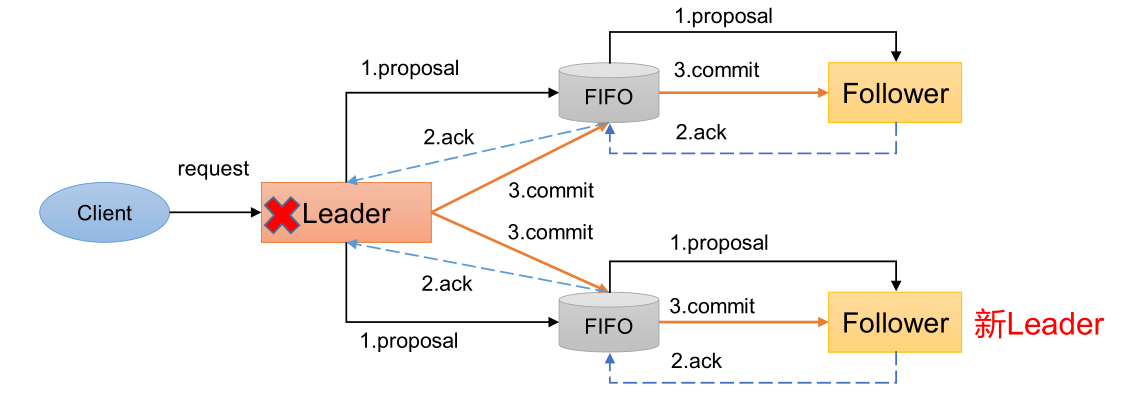 1.proposal
1.proposal
FIFO
3.commit
Follower
2.ack
2.ack
request
3.commit
Client
Leader
3.commit
1.proposal
2.ack
1.proposal
FIFO
3.commit
Follower
新Leader
2.ack